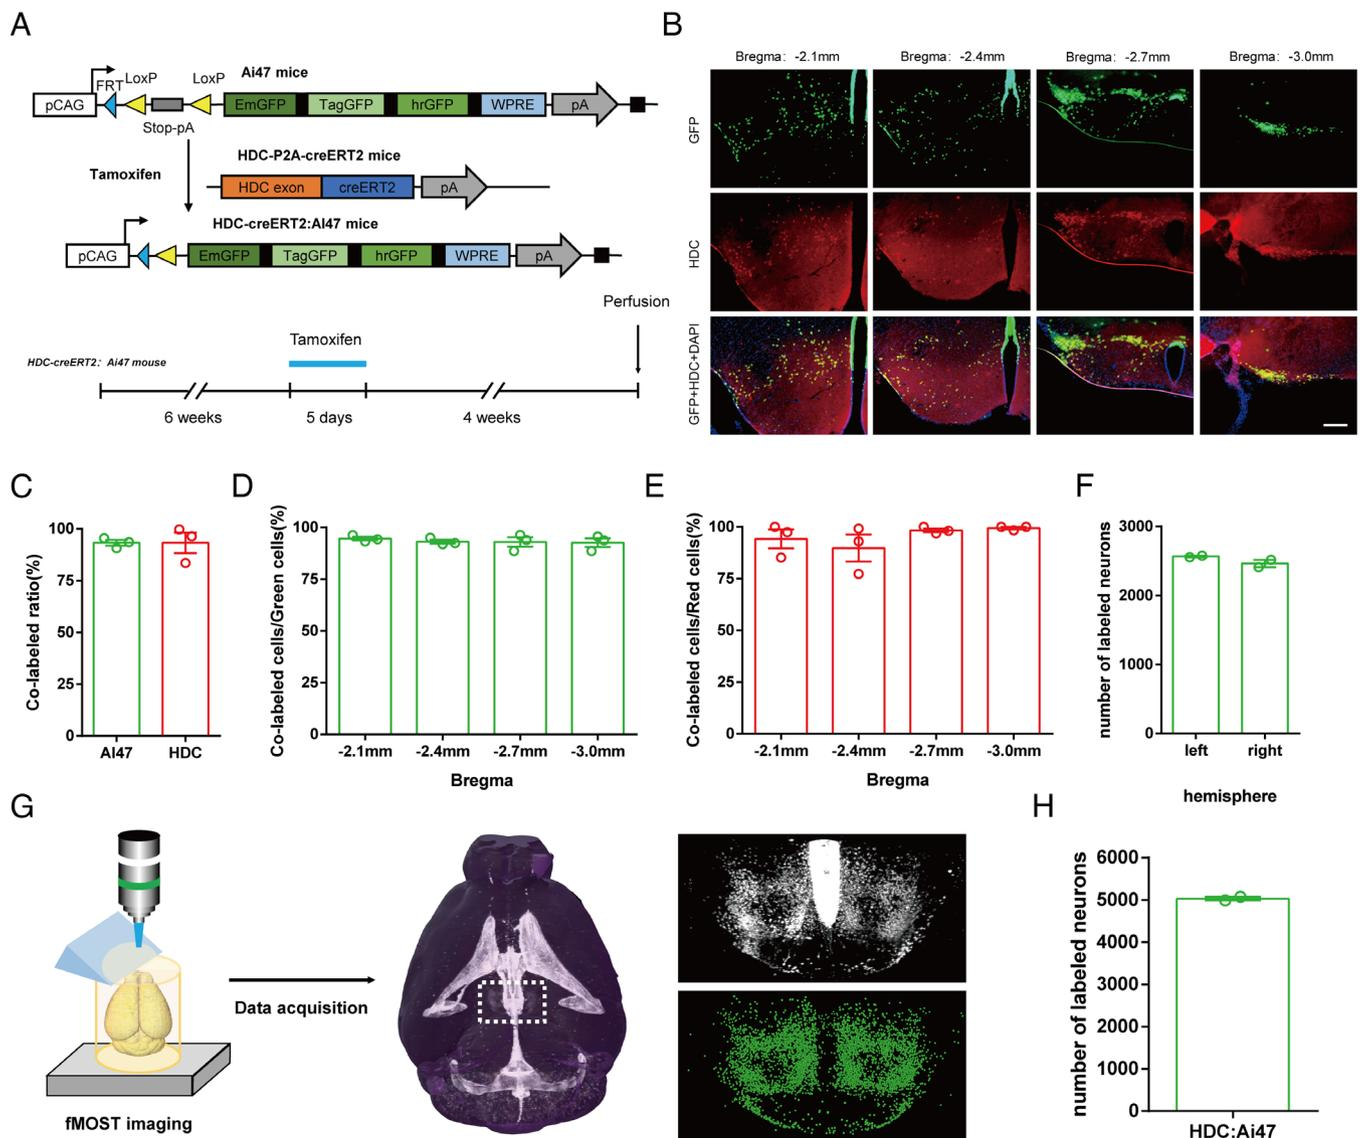 A
Ai47 mice
FRT
LoxP
LoxP
pCAG
EmGFP
TagGFP
hrGFP
WPRE
pA
Stop-pA
Tamoxifen
HDC-P2A-creERT2 mice
HDC exon
creERT2
pA
HDC-creERT2:AI47 mice
pCAG
EmGFP
TagGFP
hrGFP
WPRE
pA
Perfusion
Tamoxifen
HDC-creERT2: Ai47 mouse
6 weeks
5 days
4 weeks
B
Bregma: -2.1mm
Bregma: -2.4mm
Bregma: -2.7mm
Bregma: -3.0mm
GFP
HDC
GFP+HDC+DAPI
C
Co-labeled ratio(%)
100
75
50
25
0
AI47
HDC
D
Co-labeled cells/Green cells(%)
100
75
50
25
0
-2.1mm
-2.4mm
-2.7mm
-3.0mm
Bregma
E
Co-labeled cells/Red cells(%)
100
75
50
25
0
-2.1mm
-2.4mm
-2.7mm
-3.0mm
Bregma
F
number of labeled neurons
3000
2000
1000
0
left
right
hemisphere
G
Data acquisition
fMOST imaging
H
number of labeled neurons
6000
5000
4000
3000
2000
1000
0
HDC:Ai47